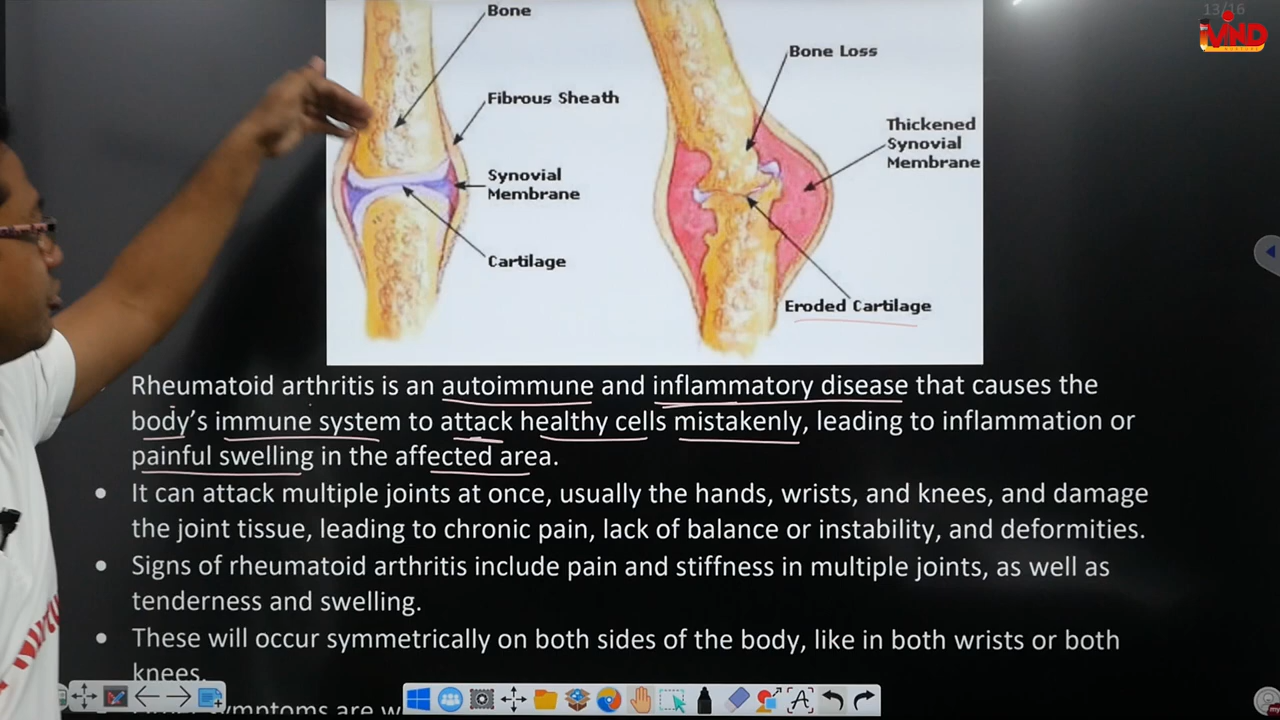 13/16
MIND
Bone
Fibrous Sheath
Synovial
Membrane
Cartilage
Bone Loss
Thickened
Synovial
Membrane
Eroded Cartilage
Rheumatoid arthritis is an autoimmune and inflammatory disease that causes the
body's immune system to attack healthy cells mistakenly, leading to inflammation or
painful swelling in the affected area.
• It can attack multiple joints at once, usually the hands, wrists, and knees, and damage
the joint tissue, leading to chronic pain, lack of balance or instability, and deformities.
• Signs of rheumatoid arthritis include pain and stiffness in multiple joints, as well as
tenderness and swelling.
• These will occur symmetrically on both sides of the body, like in both wrists or both
knees.
symptoms are w